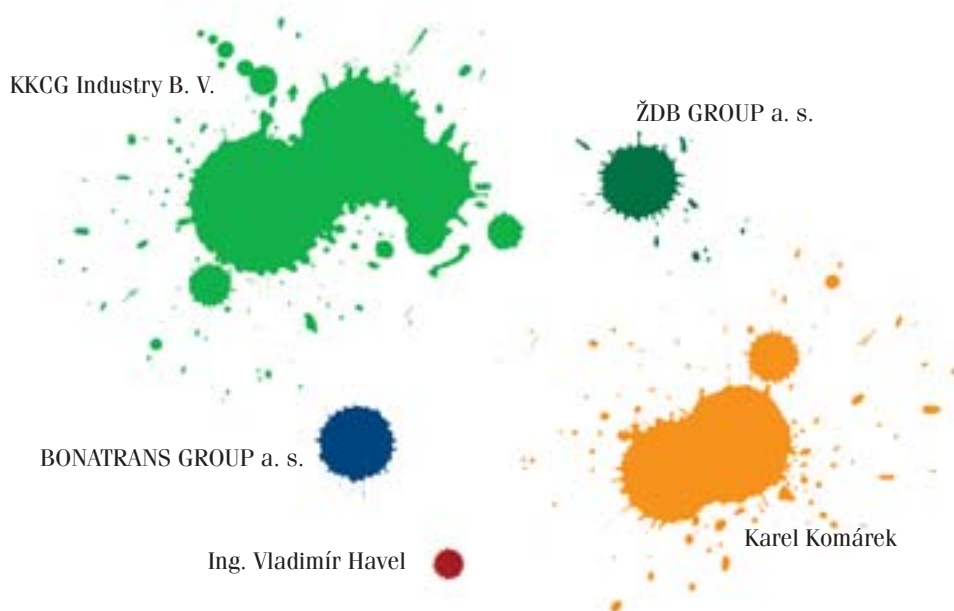 KKCG Industry B. V.
ŽDB GROUP a. s.
BONATRANS GROUP a. s.
Karel Komárek
Ing. Vladimír Havel